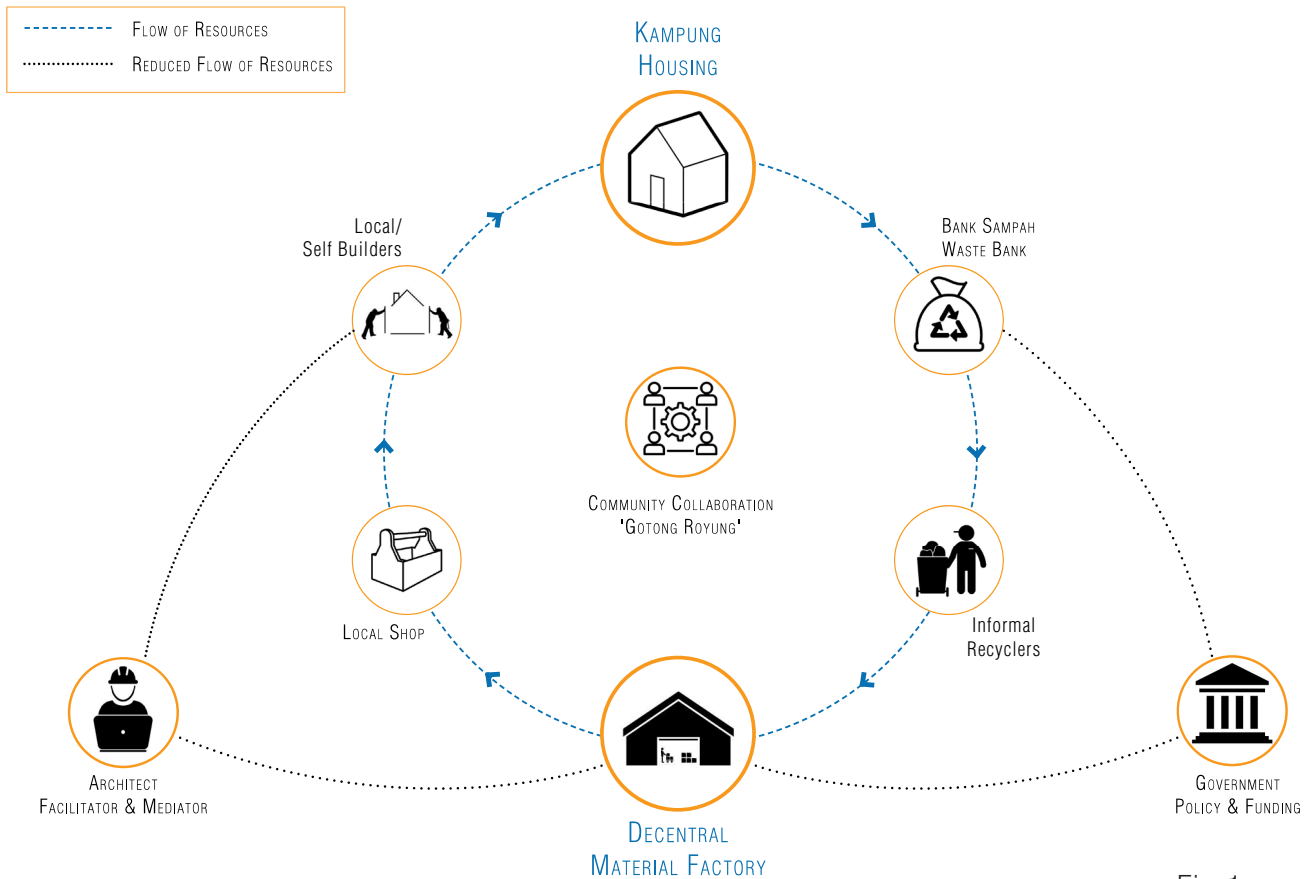 Flow of Resources
Reduced Flow of Resources
Kampung
Housing
Local/
Self Builders
Bank Sampah
Waste Bank
Community Collaboration
'Gotong Royung'
Local Shop
Informal
Recyclers
Architect
Facilitator & Mediator
Government
Policy & Funding
Decentral
Material Factory